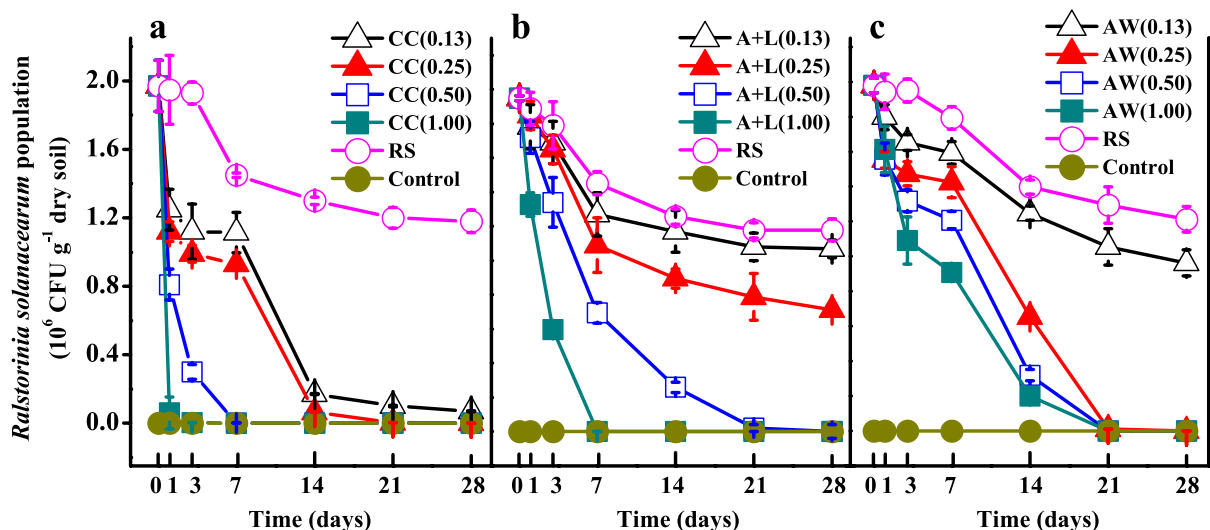 a
CC(0.13)
CC(0.25)
CC(0.50)
CC(1.00)
RS
Control
b
A+L(0.13)
A+L(0.25)
A+L(0.50)
A+L(1.00)
RS
Control
c
AW(0.13)
AW(0.25)
AW(0.50)
AW(1.00)
RS
Control
Ralstorinia solanacearum population
(10⁶ CFU g⁻¹ dry soil)
2.0
1.6
1.2
0.8
0.4
0.0
0 1 3 7 14 21 28
0 1 3 7 14 21 28
0 1 3 7 14 21 28
Time (days)
Time (days)
Time (days)